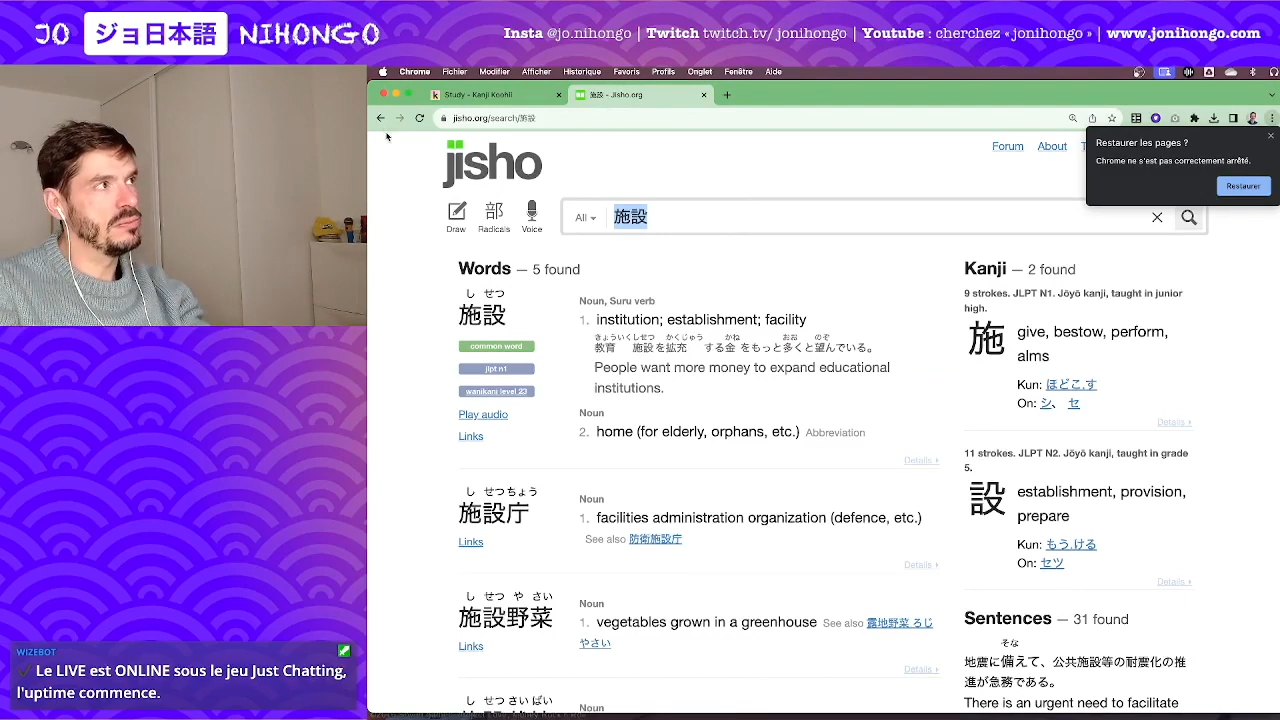 JO ジョ日本語 NIHONGO
Insta @jo.nihongo | Twitch twitch.tv/jonihongo | Youtube : cherchez «jonihongo » | www.jonihongo.com
Chrome Fichier Modifier Afficher Historique Favoris Profils Onglet Fenêtre Aide
Study - Kanji Koohii
施設 - Jisho.org
jisho.org/search/施設
Restaurer les pages ?
Chrome ne s'est pas correctement arrêté.
Restaurer
jisho
Forum About
Draw Radicals Voice
All 施設
Words — 5 found
し せつ
施設
common word
jlpt n1
wanikani level 23
Play audio
Links
Noun, Suru verb
1. institution; establishment; facility
きょういくしせつ かくじゅう かね おお のぞ
教育施設を拡充する金をもっと多くと望んでいる。
People want more money to expand educational
institutions.
Noun
2. home (for elderly, orphans, etc.) Abbreviation
Details
し せつちょう
施設庁
Links
Noun
1. facilities administration organization (defence, etc.)
See also 防衛施設庁
Details
し せつ や さい
施設野菜
Links
Noun
1. vegetables grown in a greenhouse See also 露地野菜 ろじ
やさい
Details
し せつ さい ばい
Noun
Kanji — 2 found
9 strokes. JLPT N1. Jōyō kanji, taught in junior
high.
施
give, bestow, perform,
alms
Kun: ほどこ.す
On: シ、 セ
Details
11 strokes. JLPT N2. Jōyō kanji, taught in grade
5.
設
establishment, provision,
prepare
Kun: もう.ける
On: セツ
Details
Sentences — 31 found
そな
地震に備えて、公共施設等の耐震化の推
進が急務である。
There is an urgent need to facilitate
WIZEBOT
Le LIVE est ONLINE sous le jeu Just Chatting,
l'uptime commence.